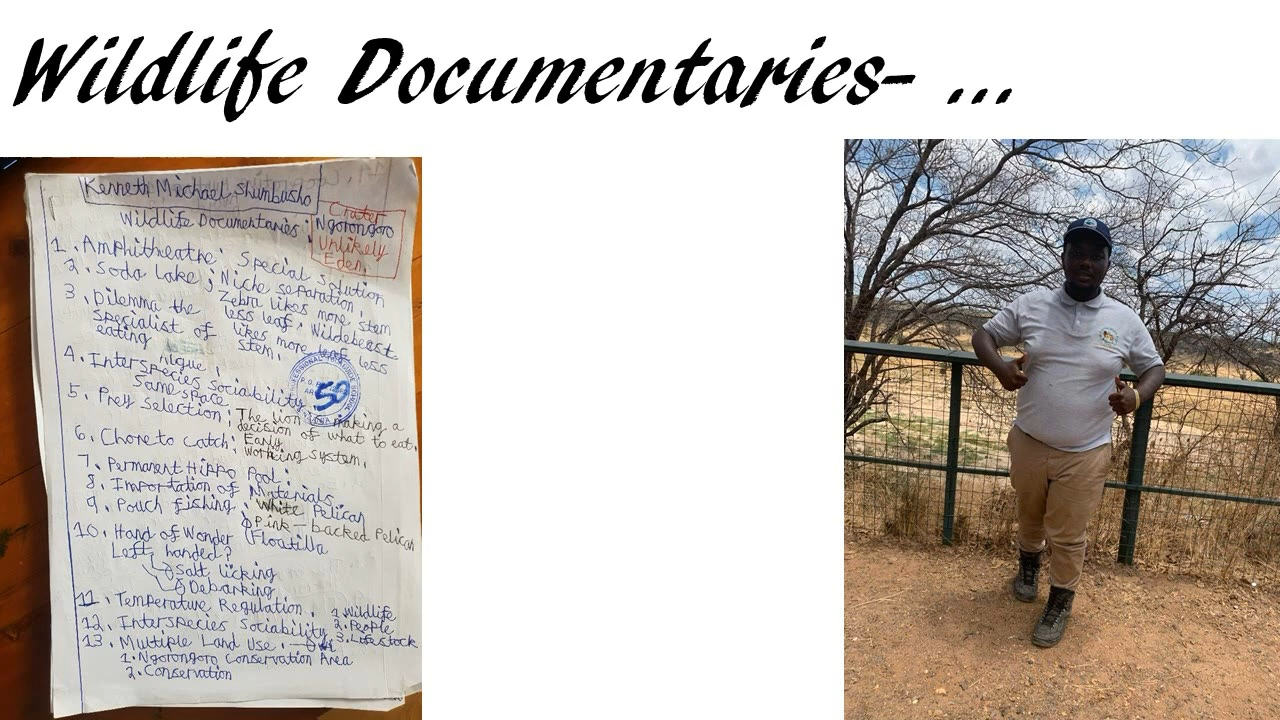 Wildlife Documentaries- ...
Kenneth Michael Shumbusho
Wildlife Documentaries:
Crater
Ngorongoro
Unlikely
Eden.
1. Amphitheatre: Special Solution
2. Soda Lake; Niche separation.
3. Dilemma the specialist of eating
Zebra likes more stem
less leaf. Wildebeest
likes more leaf less
stem.
nique:
4. Interspecies Sociability
Same space
5. Prey Selection: The lion making a
decision of what to eat.
6. Chore to Catch: Early
Working System.
7. Permanent Hippo Pool:
8. Importation of Materials
9. Pouch fishing: White Pelican
Pink-backed Pelican
Floatilla
10. Hand of Wonder
Left handed?
Salt licking
Debarking
11. Temperature Regulation.
12. Interspecies Sociability
13. Multiple Land Use.
1. Wildlife
2. People
3. Lifestock
1. Ngorongoro Conservation Area
2. Conservation
50